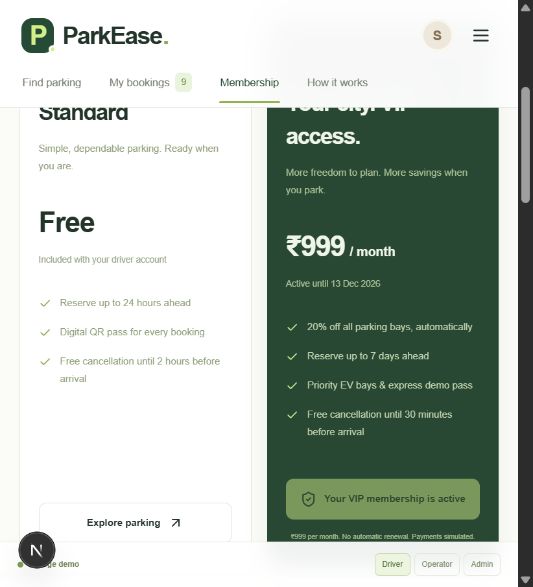 P ParkEase.
S
Find parking My bookings 9 Membership How it works
Standard
Simple, dependable parking. Ready when
you are.
Free
Included with your driver account
Reserve up to 24 hours ahead
Digital QR pass for every booking
Free cancellation until 2 hours before
arrival
Explore parking
Your city. VIP
access.
More freedom to plan. More savings when
you park.
₹999 / month
Active until 13 Dec 2026
20% off all parking bays, automatically
Reserve up to 7 days ahead
Priority EV bays & express demo pass
Free cancellation until 30 minutes
before arrival
Your VIP membership is active
₹999 per month. No automatic renewal. Payments simulated.
N
demo
Driver Operator Admin